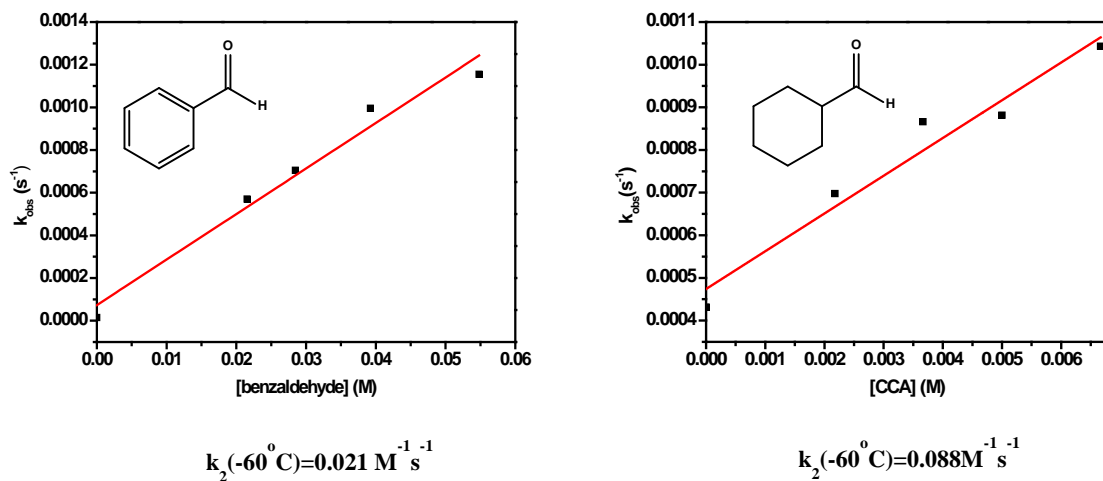 0.0014
0.0012
0.0010
0.0008
0.0006
0.0004
0.0002
0.0000
k_obs (s^-1)
O
H
0.00 0.01 0.02 0.03 0.04 0.05 0.06
[benzaldehyde] (M)
k_2(-60°C)=0.021 M^-1 s^-1
0.0011
0.0010
0.0009
0.0008
0.0007
0.0006
0.0005
0.0004
k_obs(s^-1)
O
H
0.000 0.001 0.002 0.003 0.004 0.005 0.006
[CCA] (M)
k_2(-60°C)=0.088M^-1 s^-1